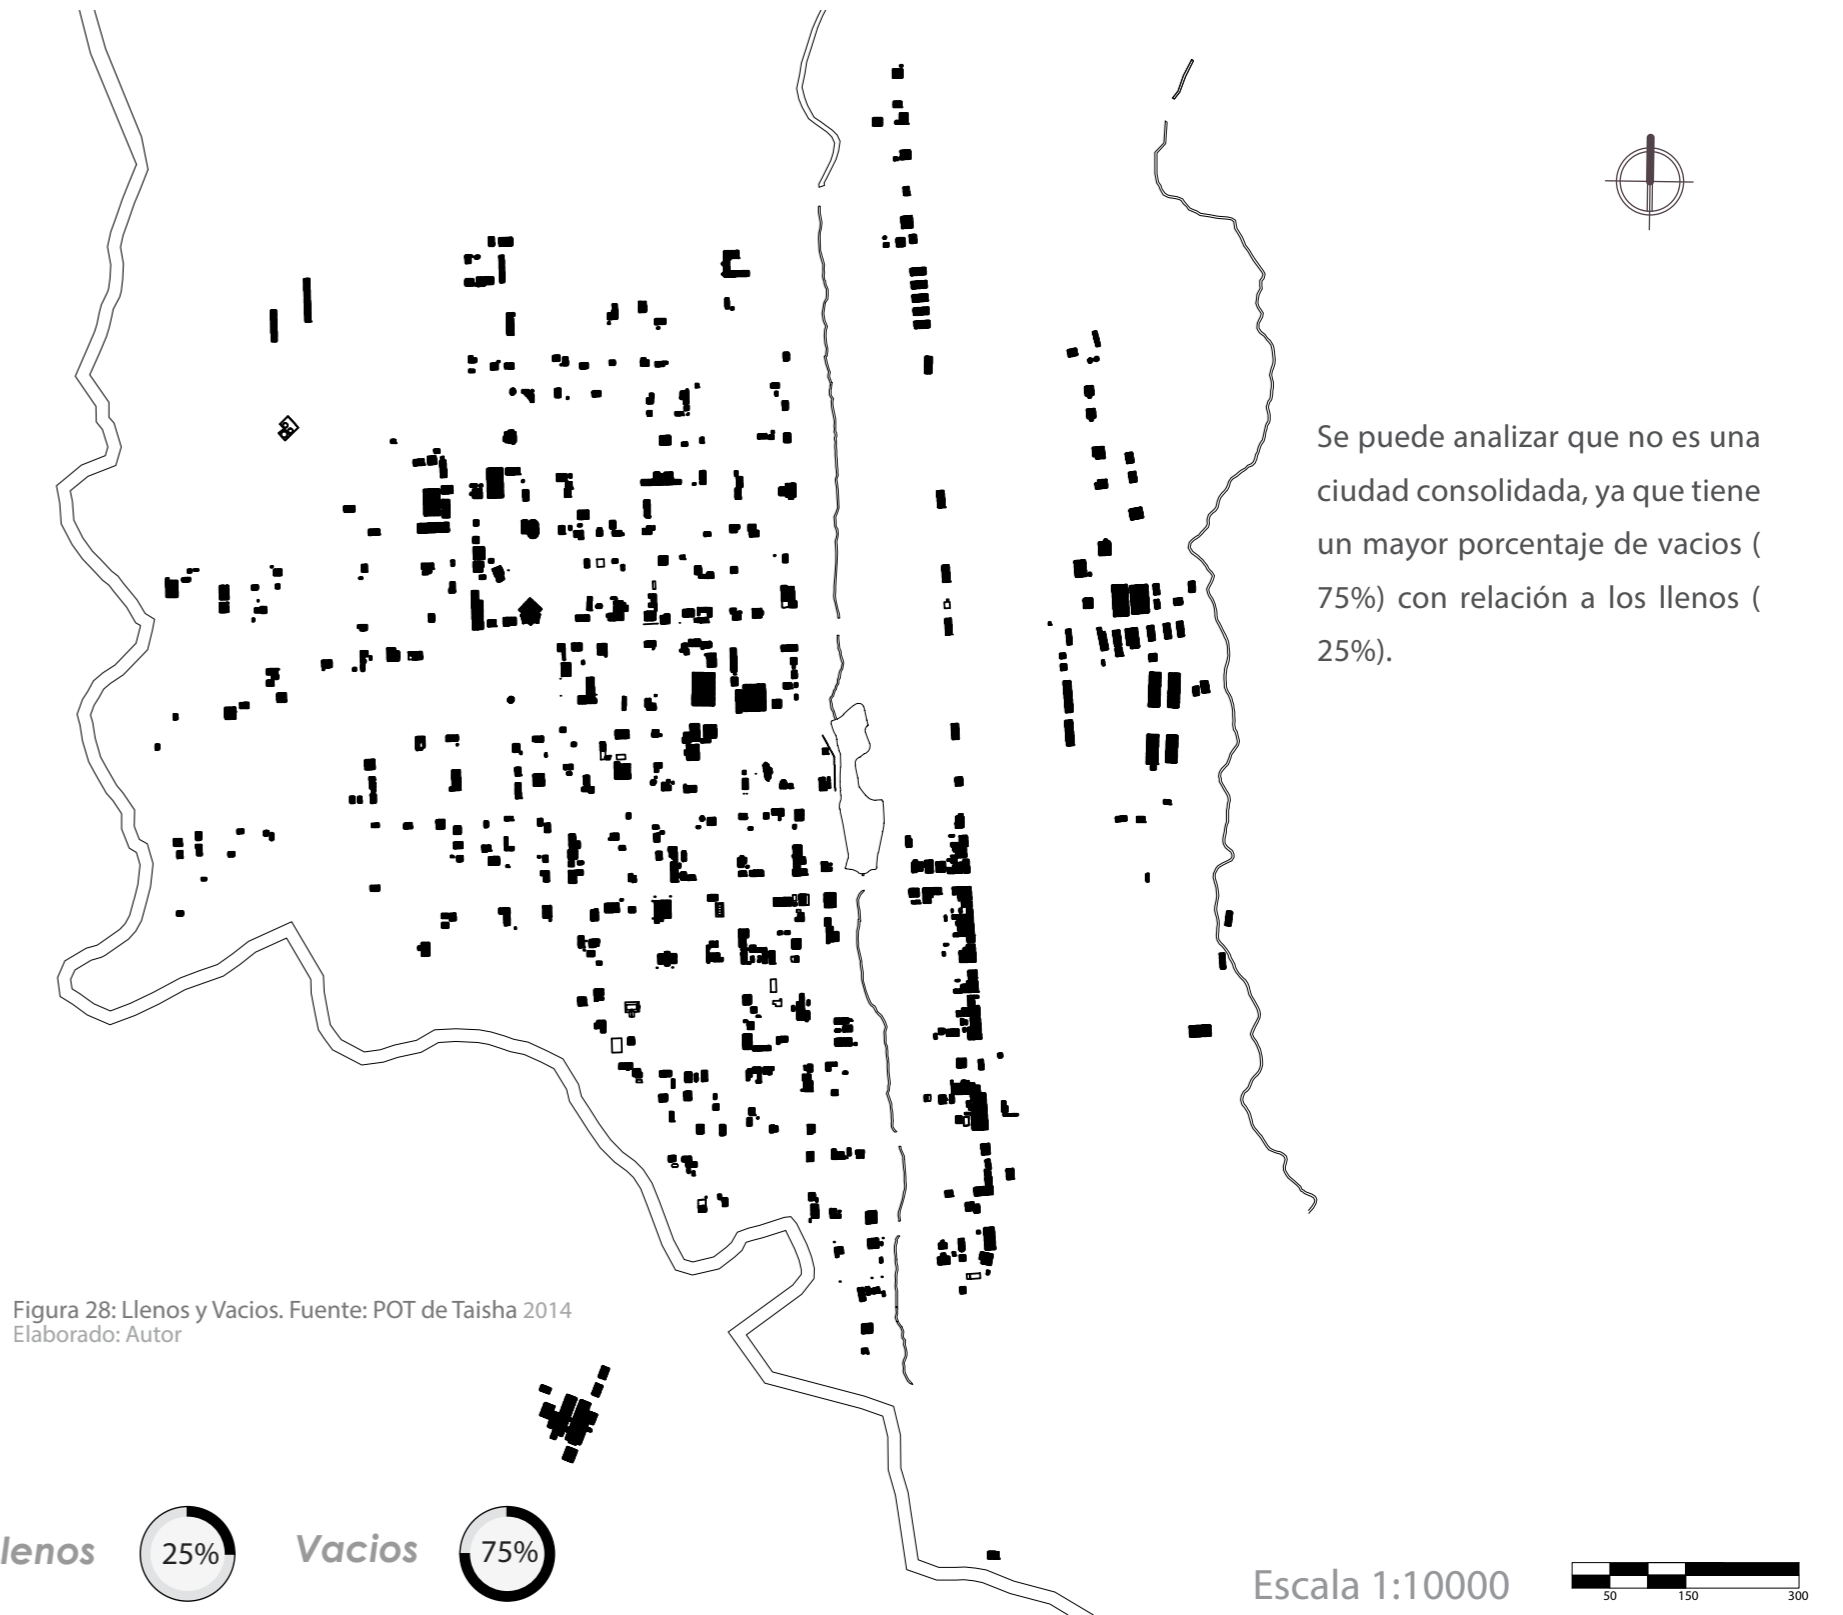 Se puede analizar que no es una
ciudad consolidada, ya que tiene
un mayor porcentaje de vacios (
75%) con relación a los llenos (
25%).
Figura 28: Llenos y Vacios. Fuente: POT de Taisha 2014
Elaborado: Autor
lenos 25% Vacios 75%
Escala 1:10000
50 150 300